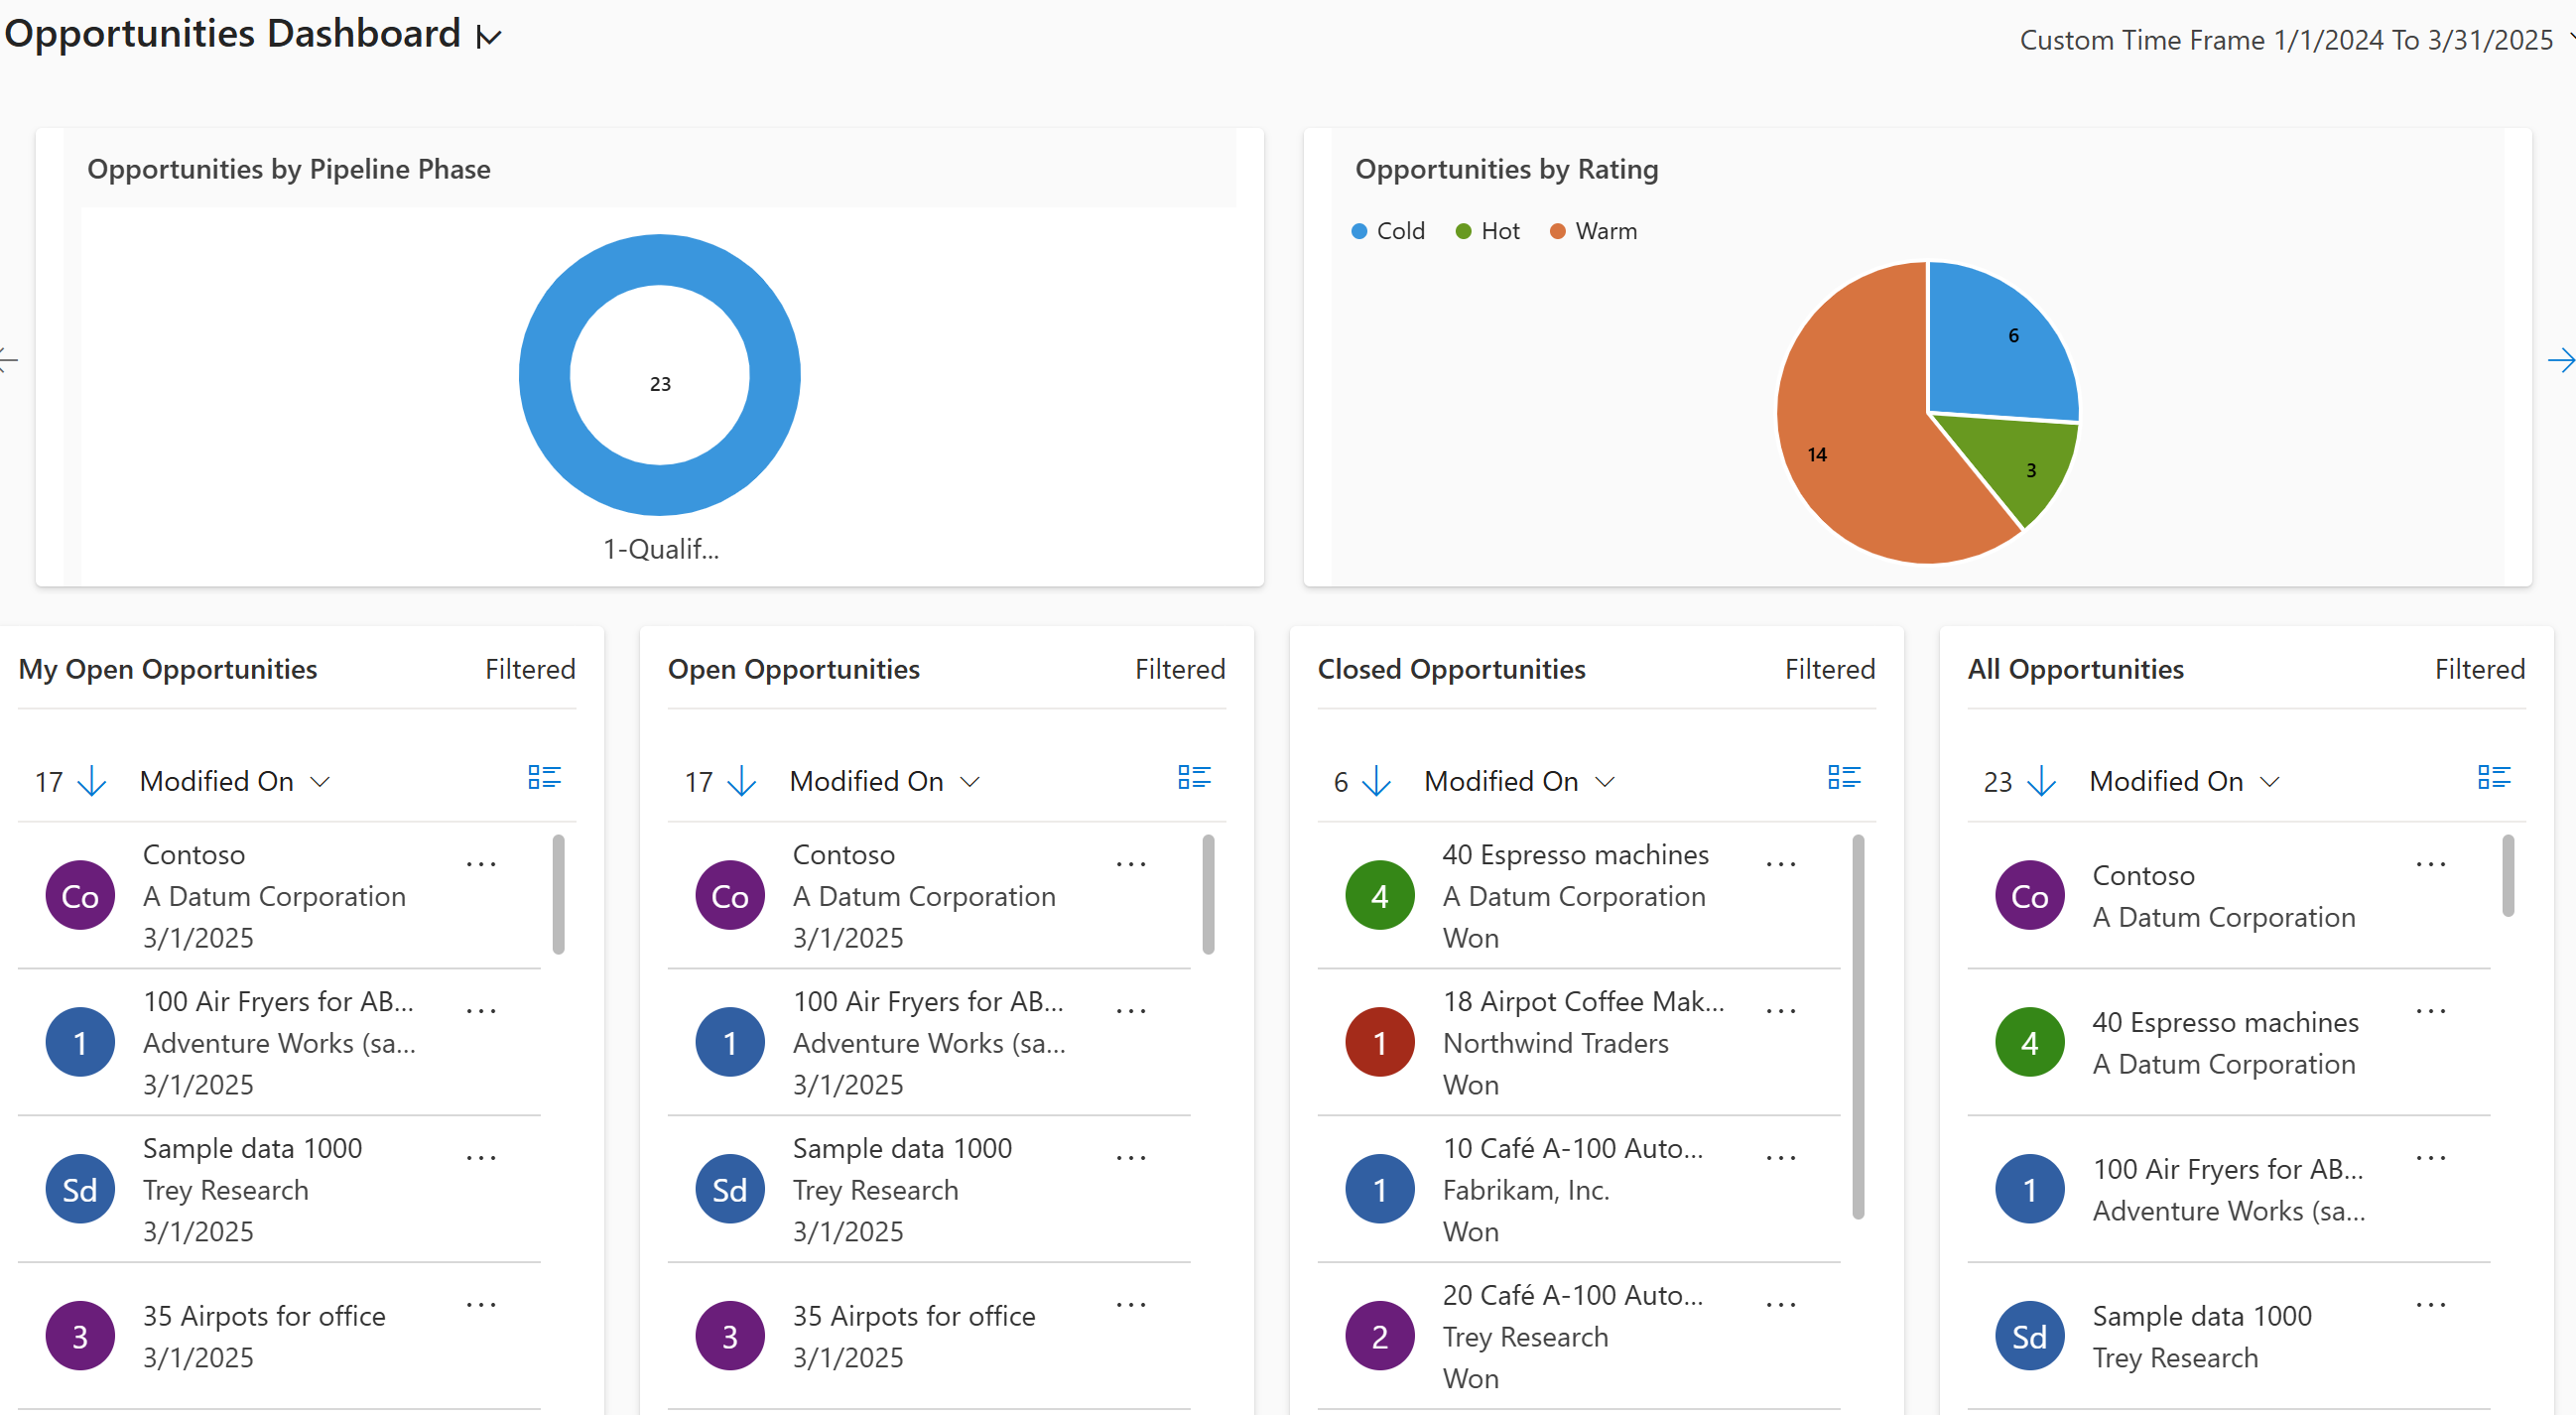 Opportunities Dashboard
Custom Time Frame 1/1/2024 To 3/31/2025
Opportunities by Pipeline Phase
23
1-Qualif...
Opportunities by Rating
Cold Hot Warm
6
3
14
My Open Opportunities Filtered
17 Modified On
Co
Contoso
A Datum Corporation
3/1/2025
1
100 Air Fryers for AB...
Adventure Works (sa...
3/1/2025
Sd
Sample data 1000
Trey Research
3/1/2025
3
35 Airpots for office
3/1/2025
Open Opportunities Filtered
17 Modified On
Co
Contoso
A Datum Corporation
3/1/2025
1
100 Air Fryers for AB...
Adventure Works (sa...
3/1/2025
Sd
Sample data 1000
Trey Research
3/1/2025
3
35 Airpots for office
3/1/2025
Closed Opportunities Filtered
6 Modified On
4
40 Espresso machines
A Datum Corporation
Won
1
18 Airpot Coffee Mak...
Northwind Traders
Won
1
10 Café A-100 Auto...
Fabrikam, Inc.
Won
2
20 Café A-100 Auto...
Trey Research
Won
All Opportunities Filtered
23 Modified On
Co
Contoso
A Datum Corporation
4
40 Espresso machines
A Datum Corporation
1
100 Air Fryers for AB...
Adventure Works (sa...
Sd
Sample data 1000
Trey Research